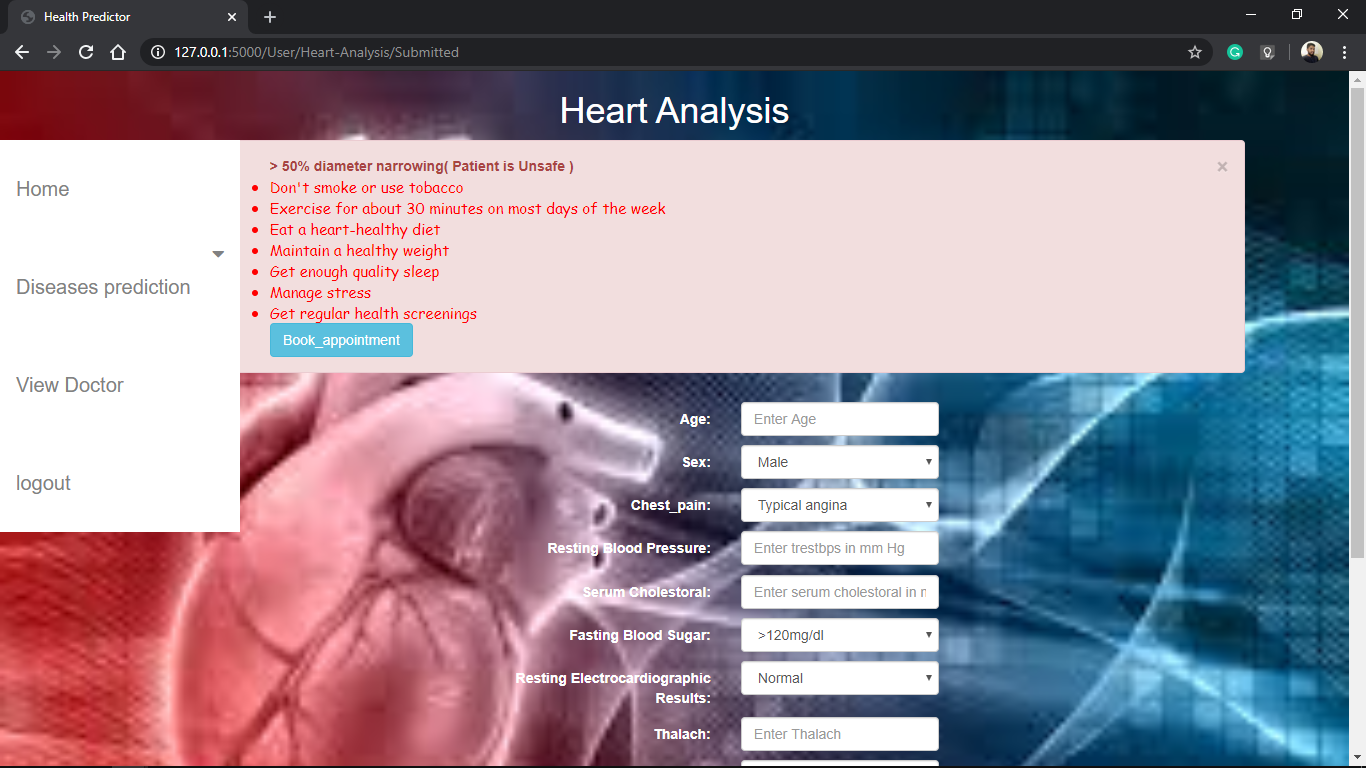 Health Predictor
127.0.0.1:5000/User/Heart-Analysis/Submitted
Heart Analysis
Home
Diseases prediction
View Doctor
logout
> 50% diameter narrowing( Patient is Unsafe )
×
Don't smoke or use tobacco
Exercise for about 30 minutes on most days of the week
Eat a heart-healthy diet
Maintain a healthy weight
Get enough quality sleep
Manage stress
Get regular health screenings
Book_appointment
Age: Enter Age
Sex: Male
Chest_pain: Typical angina
Resting Blood Pressure: Enter trestbps in mm Hg
Serum Cholestoral: Enter serum cholestoral in
Fasting Blood Sugar: >120mg/dl
Resting Electrocardiographic Normal
Results:
Thalach: Enter Thalach